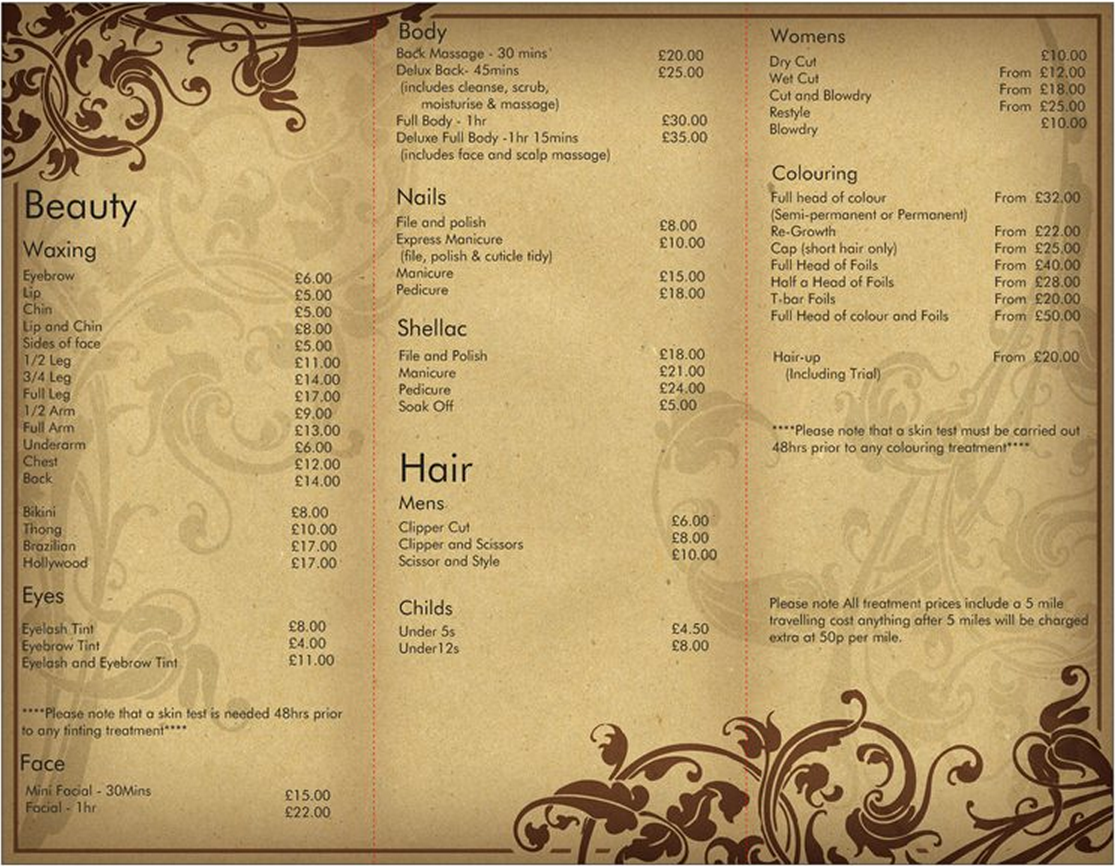 Beauty
Waxing
Eyebrow £6.00
Lip £5.00
Chin £5.00
Lip and Chin £8.00
Sides of face £5.00
1/2 Leg £11.00
3/4 Leg £14.00
Full Leg £17.00
1/2 Arm £9.00
Full Arm £13.00
Underarm £6.00
Chest £12.00
Back £14.00
Bikini £8.00
Thong £10.00
Brazilian £17.00
Hollywood £17.00
Eyes
Eyelash Tint £8.00
Eyebrow Tint £4.00
Eyelash and Eyebrow Tint £11.00
****Please note that a skin test is needed 48hrs prior
to any tinting treatment****
Face
Mini Facial - 30Mins £15.00
Facial - 1hr £22.00
Body
Back Massage - 30 mins £20.00
Delux Back- 45mins £25.00
(includes cleanse, scrub,
moisturise & massage)
Full Body - 1hr £30.00
Deluxe Full Body -1hr 15mins £35.00
(includes face and scalp massage)
Nails
File and polish £8.00
Express Manicure £10.00
(file, polish & cuticle tidy)
Manicure £15.00
Pedicure £18.00
Shellac
File and Polish £18.00
Manicure £21.00
Pedicure £24.00
Soak Off £5.00
Hair
Mens
Clipper Cut £6.00
Clipper and Scissors £8.00
Scissor and Style £10.00
Childs
Under 5s £4.50
Under12s £8.00
Womens
Dry Cut £10.00
Wet Cut From £12.00
Cut and Blowdry From £18.00
Restyle From £25.00
Blowdry £10.00
Colouring
Full head of colour From £32.00
(Semi-permanent or Permanent)
Re-Growth From £22.00
Cap (short hair only) From £25.00
Full Head of Foils From £40.00
Half a Head of Foils From £28.00
T-bar Foils From £20.00
Full Head of colour and Foils From £50.00
Hair-up From £20.00
(Including Trial)
****Please note that a skin test must be carried out
48hrs prior to any colouring treatment****
Please note All treatment prices include a 5 mile
travelling cost anything after 5 miles will be charged
extra at 50p per mile.